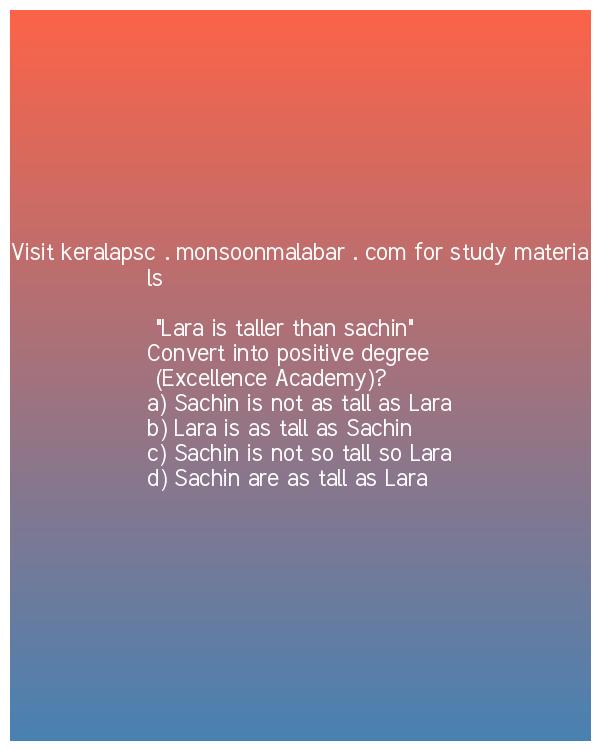 Visit keralapsc . monsoonmalabar . com for study materia
ls
"Lara is taller than sachin"
Convert into positive degree
(Excellence Academy)?
a) Sachin is not as tall as Lara
b) Lara is as tall as Sachin
c) Sachin is not so tall so Lara
d) Sachin are as tall as Lara